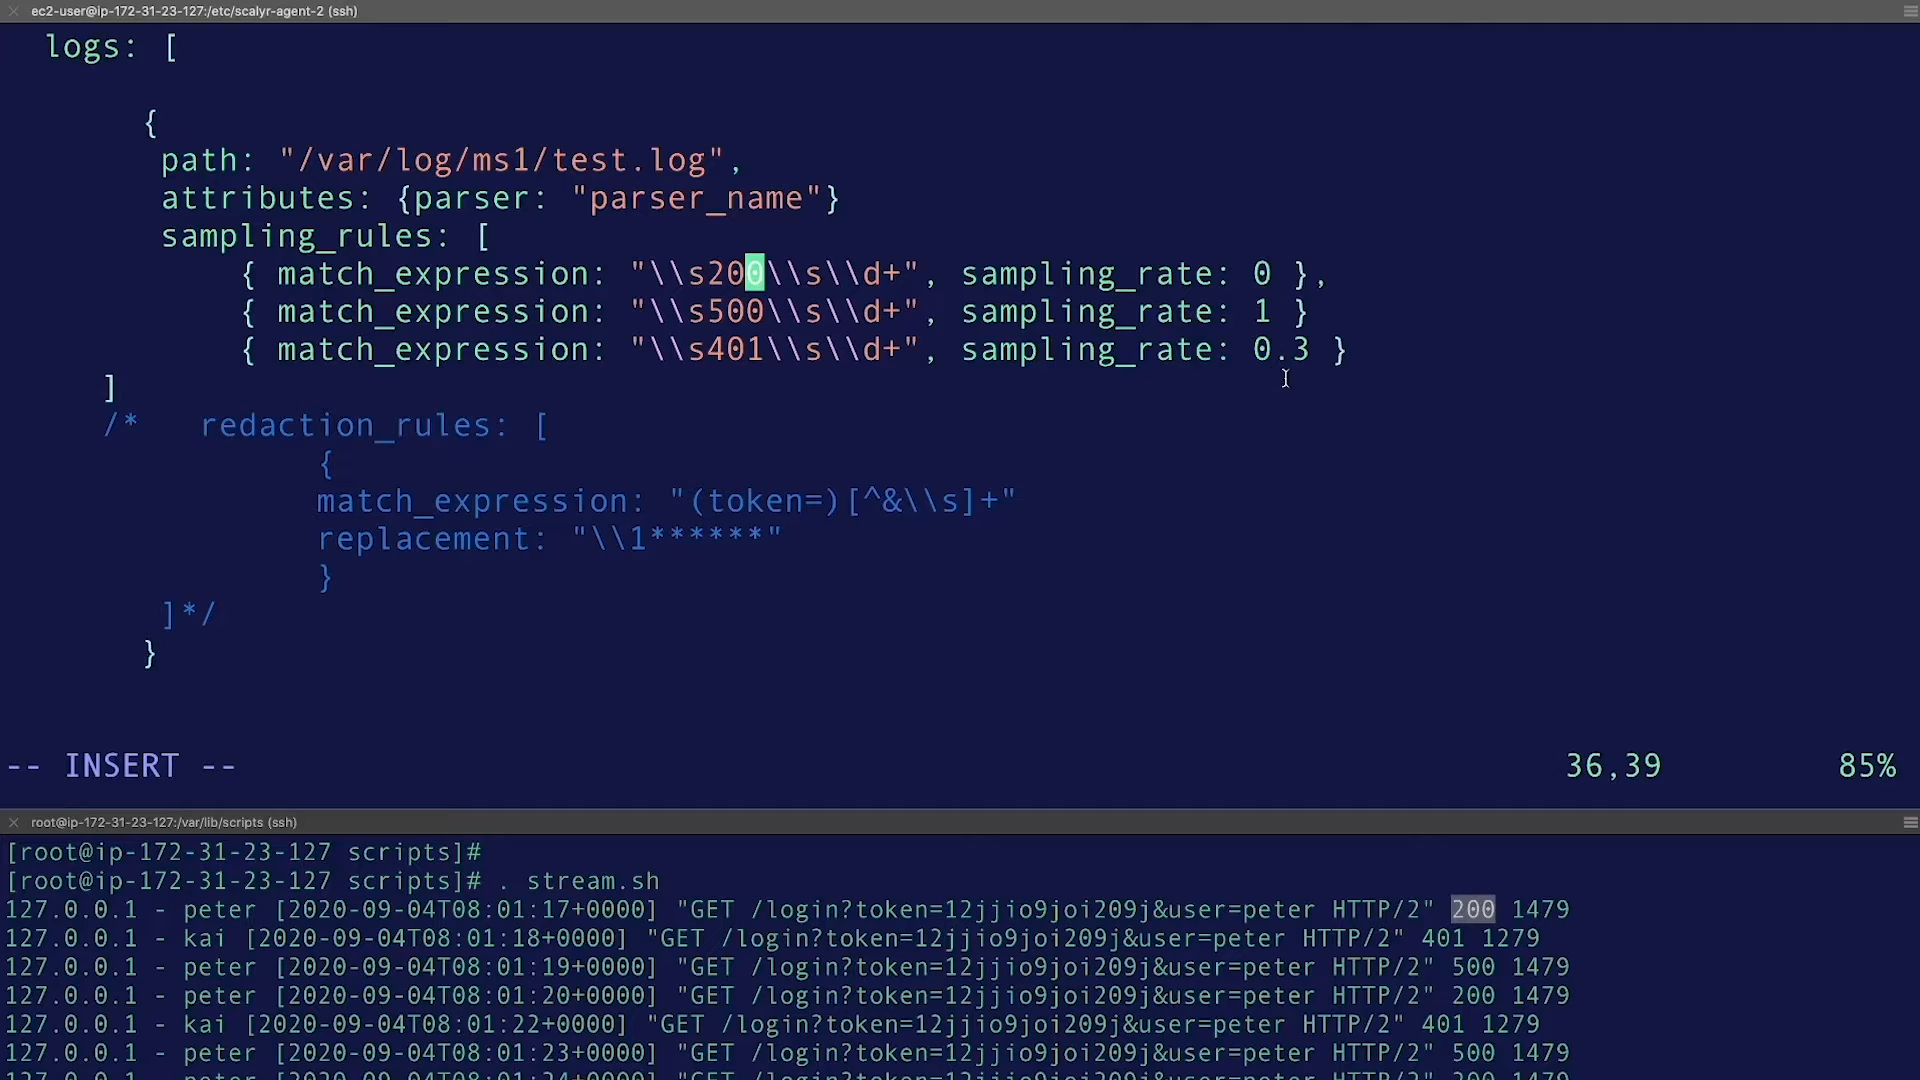 ec2-user@ip-172-31-23-127:/etc/scalyr-agent-2 (ssh)
logs: [
{
path: "/var/log/ms1/test.log",
attributes: {parser: "parser_name"}
sampling_rules: [
{ match_expression: "\\s200\\s\\d+", sampling_rate: 0 },
{ match_expression: "\\s500\\s\\d+", sampling_rate: 1 }
{ match_expression: "\\s401\\s\\d+", sampling_rate: 0.3 }
]
/* redaction_rules: [
{
match_expression: "(token=)[^&\\s]+"
replacement: "\\1******"
}
]*/
}
-- INSERT -- 36,39 85%
root@ip-172-31-23-127:/var/lib/scripts (ssh)
[root@ip-172-31-23-127 scripts]#
[root@ip-172-31-23-127 scripts]# . stream.sh
127.0.0.1 - peter [2020-09-04T08:01:17+0000] "GET /login?token=12jjio9joi209j&user=peter HTTP/2" 200 1479
127.0.0.1 - kai [2020-09-04T08:01:18+0000] "GET /login?token=12jjio9joi209j&user=peter HTTP/2" 401 1279
127.0.0.1 - peter [2020-09-04T08:01:19+0000] "GET /login?token=12jjio9joi209j&user=peter HTTP/2" 500 1479
127.0.0.1 - peter [2020-09-04T08:01:20+0000] "GET /login?token=12jjio9joi209j&user=peter HTTP/2" 200 1479
127.0.0.1 - kai [2020-09-04T08:01:22+0000] "GET /login?token=12jjio9joi209j&user=peter HTTP/2" 401 1279
127.0.0.1 - peter [2020-09-04T08:01:23+0000] "GET /login?token=12jjio9joi209j&user=peter HTTP/2" 500 1479